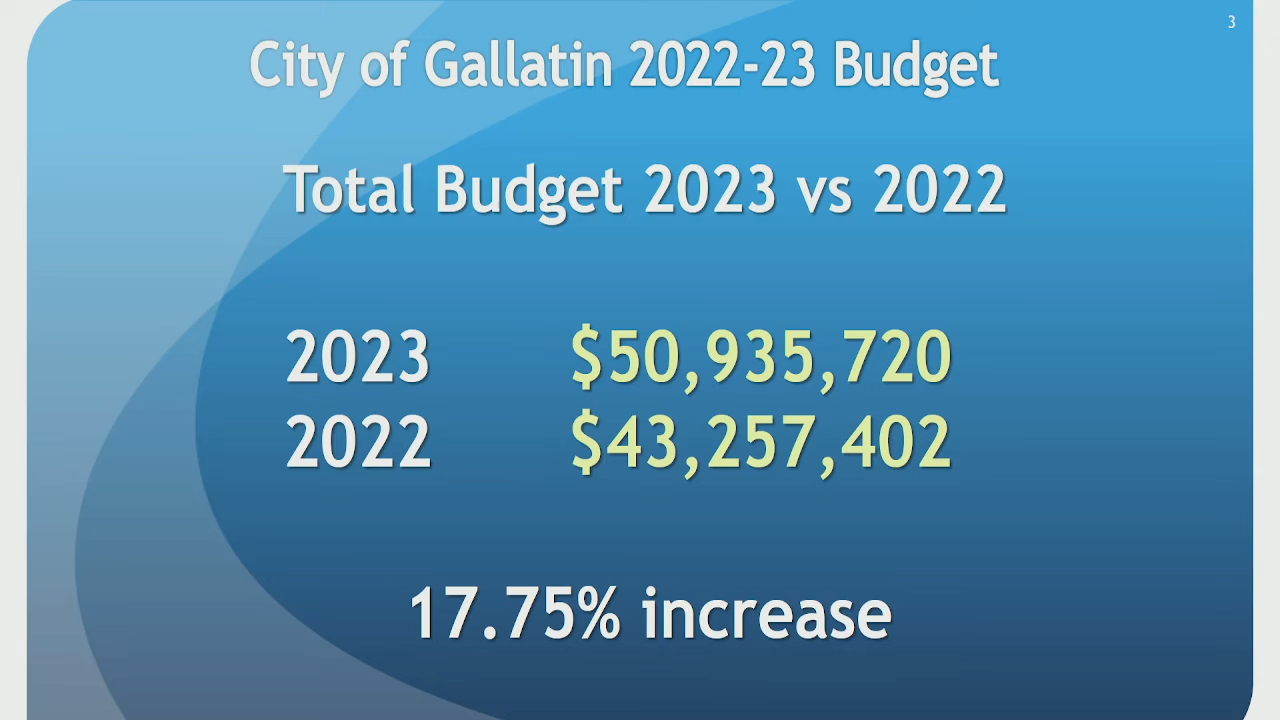 3
City of Gallatin 2022-23 Budget
Total Budget 2023 vs 2022
2023 $50,935,720
2022 $43,257,402
17.75% increase